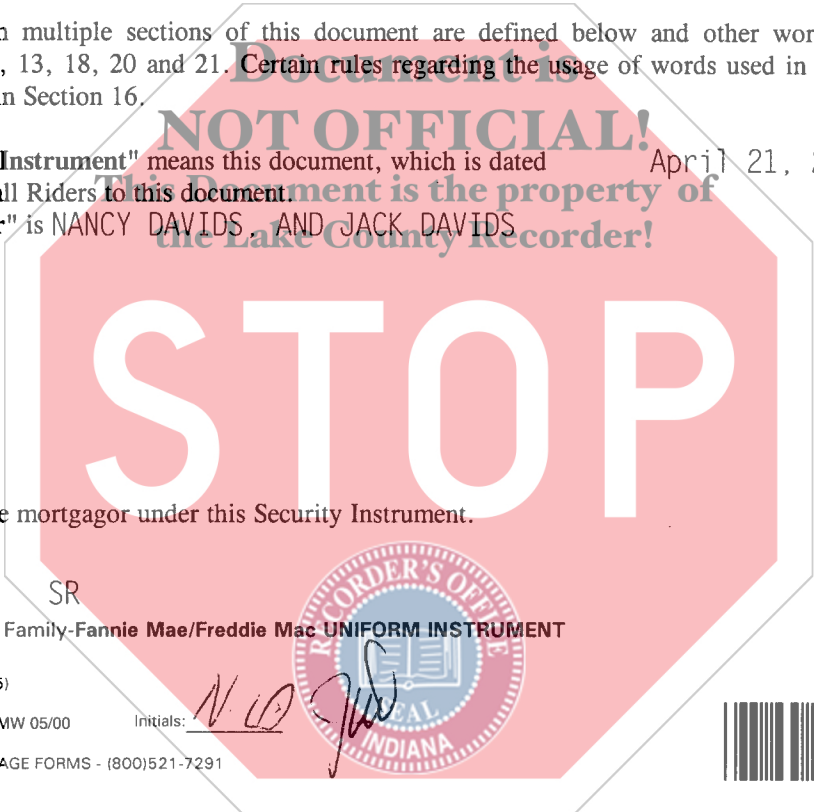 multiple sections of this document are defined below and other
, 13, 18, 20 and 21. Certain rules regarding the usage of words used in
in Section 16.
Document is
NOT OFFICIAL!
This Document is the property of
the Lake County Recorder!
Instrument" means this document, which is dated April 21,
all Riders to this document.
" is NANCY DAVIDS, AND JACK DAVIDS
STOP
mortgagor under this Security Instrument.
SR
Family-Fannie Mae/Freddie Mac UNIFORM INSTRUMENT
MW 05/00 Initials: N. D JWD
AGE FORMS - (800)521-7291
RECORDER'S OFFICE
SEAL
INDIANA